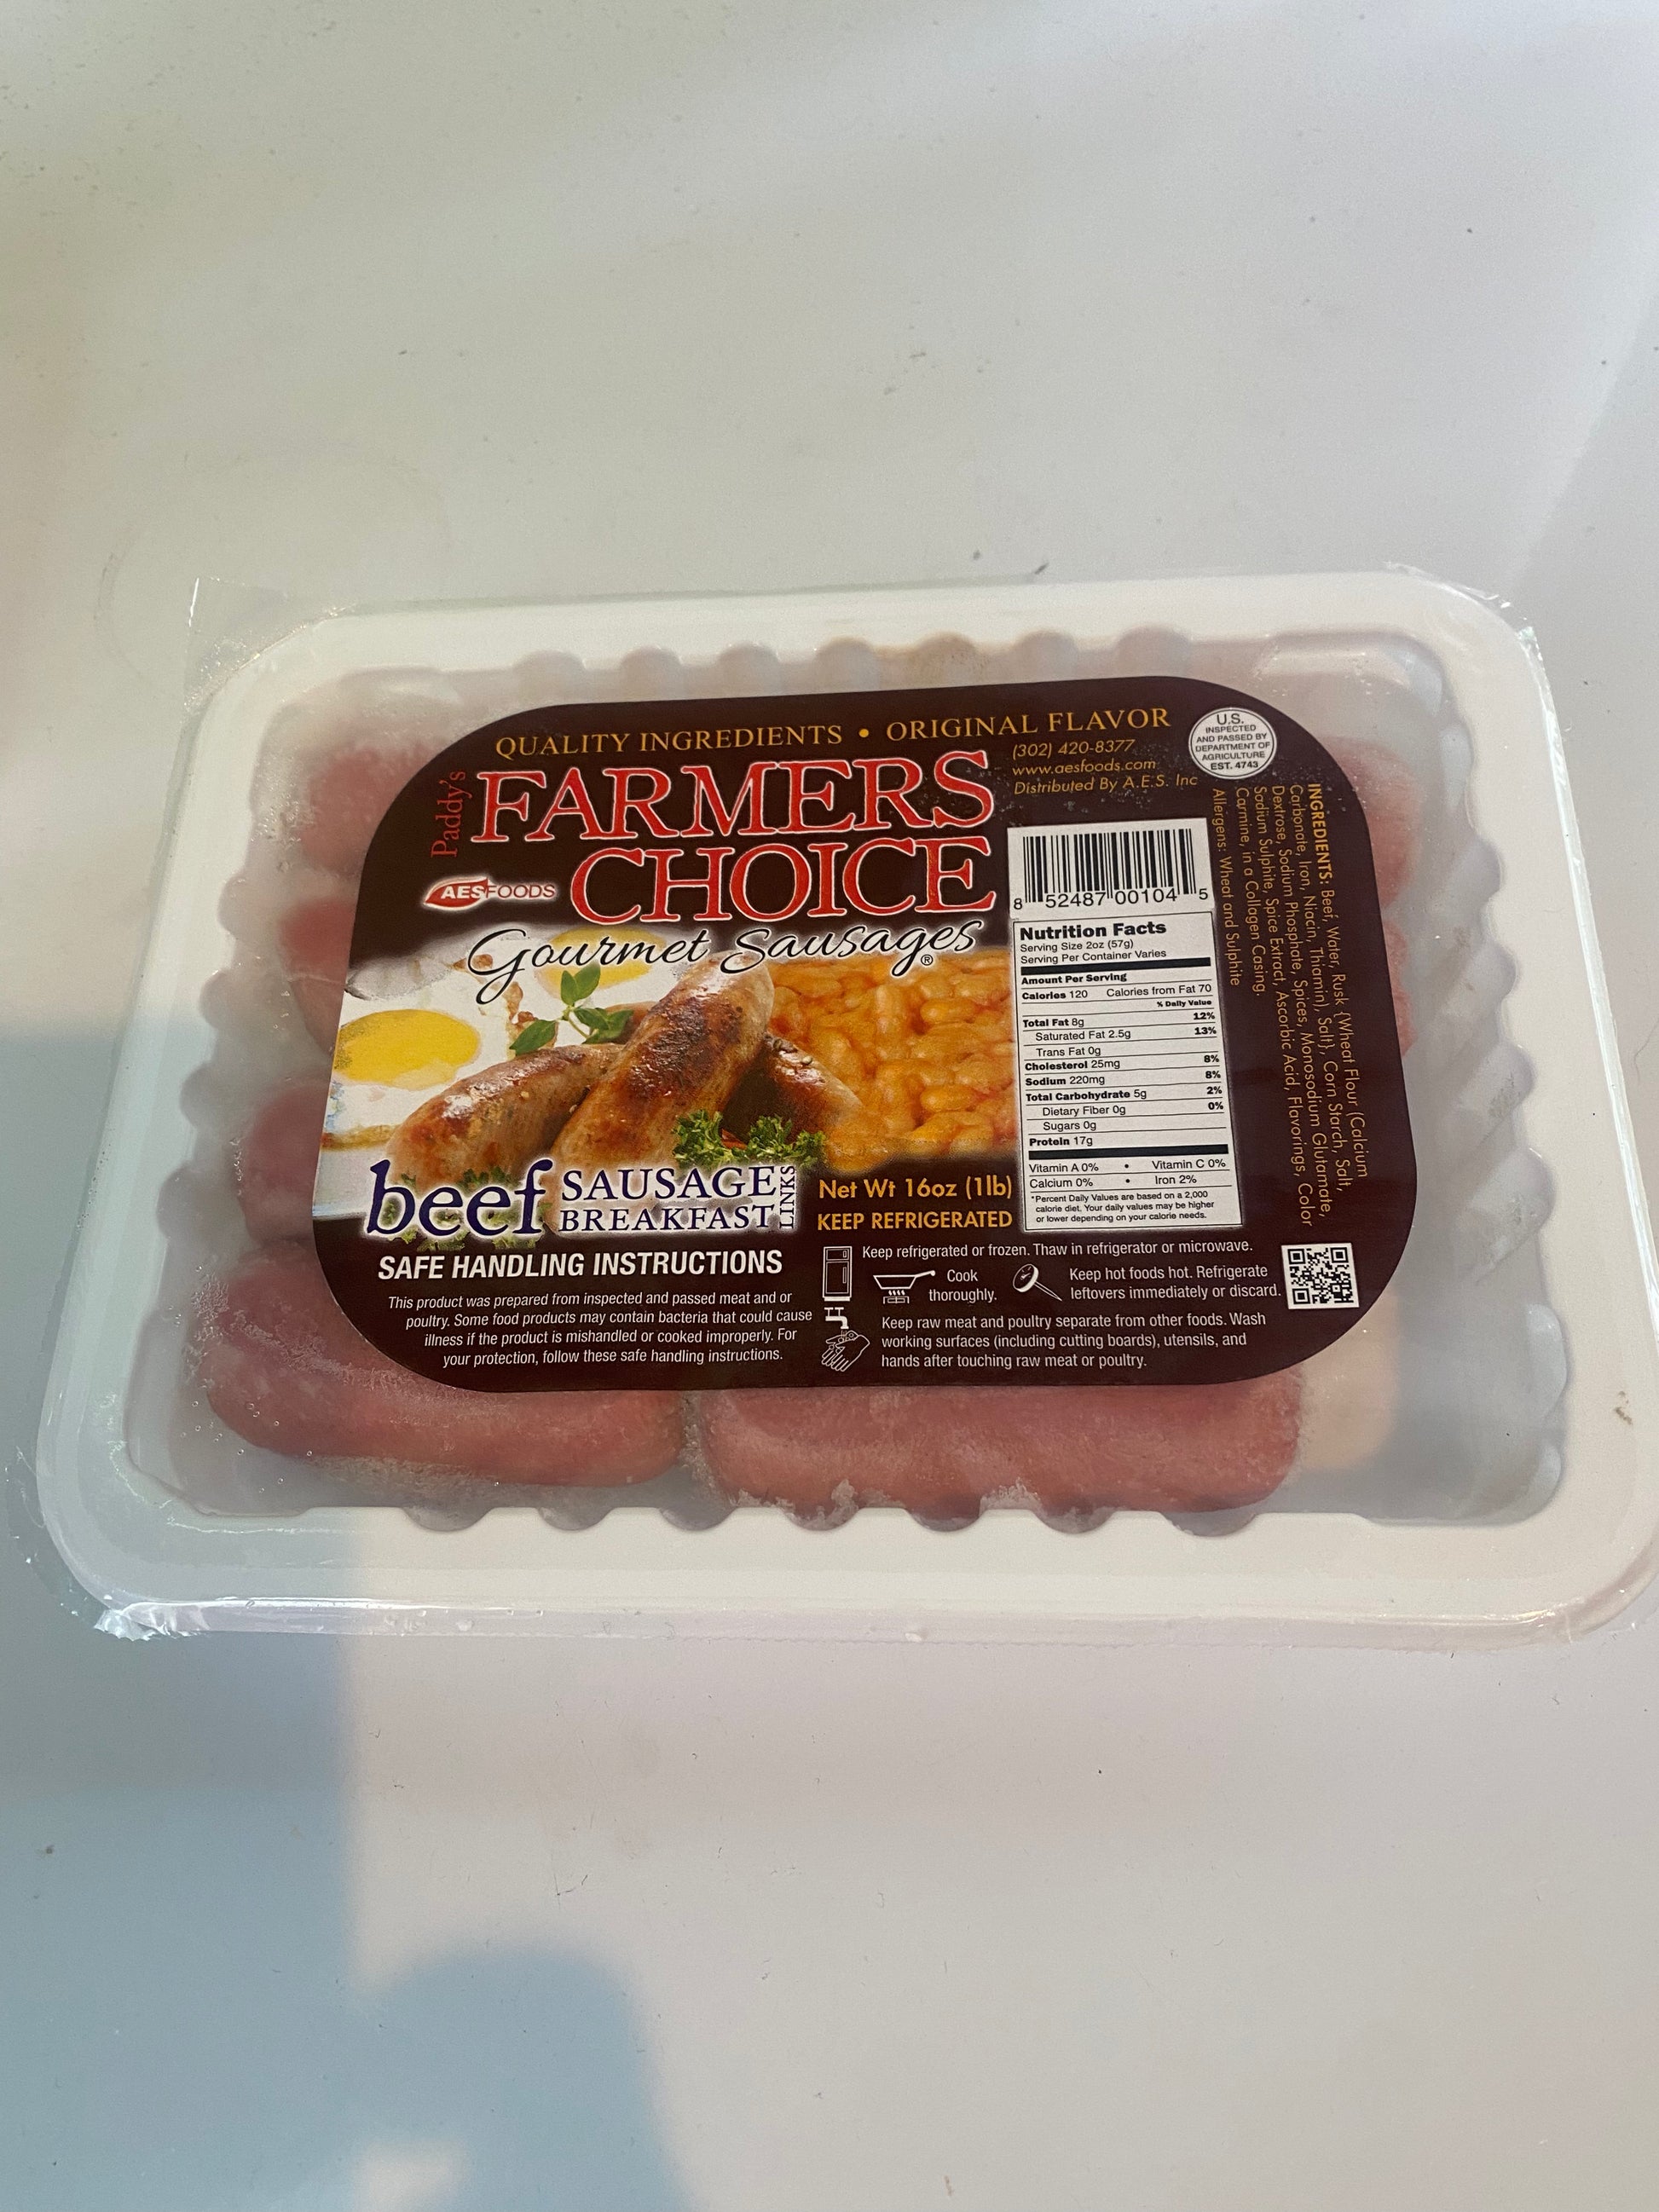 QUALITY INGREDIENTS • ORIGINAL FLAVOR
Paddy's
FARMERS
CHOICE
AESFOODS
Gourmet Sausages®
(302) 420-8377
www.aesfoods.com
Distributed By A.E.S. Inc
U.S.
INSPECTED
AND PASSED BY
DEPARTMENT OF
AGRICULTURE
EST. 4743
8 52487 00104 5
Nutrition Facts
Serving Size 2oz (57g)
Serving Per Container Varies
Amount Per Serving
Calories 120 Calories from Fat 70
% Daily Value
Total Fat 8g 12%
Saturated Fat 2.5g 13%
Trans Fat 0g
Cholesterol 25mg 8%
Sodium 220mg 8%
Total Carbohydrate 5g 2%
Dietary Fiber 0g 0%
Sugars 0g
Protein 17g
Vitamin A 0% • Vitamin C 0%
Calcium 0% • Iron 2%
*Percent Daily Values are based on a 2,000
calorie diet. Your daily values may be higher
or lower depending on your calorie needs.
INGREDIENTS: Beef, Water, Rusk {Wheat Flour (Calcium
Carbonate, Iron, Niacin, Thiamin), Salt}, Corn Starch, Salt,
Dextrose, Sodium Phosphate, Spices, Monosodium Glutamate,
Sodium Sulphite, Spice Extract, Ascorbic Acid, Flavorings, Color
Carmine, in a Collagen Casing.
Allergens: Wheat and Sulphite
beef SAUSAGE
BREAKFAST
LINKS
Net Wt 16oz (1lb)
KEEP REFRIGERATED
SAFE HANDLING INSTRUCTIONS
This product was prepared from inspected and passed meat and or
poultry. Some food products may contain bacteria that could cause
illness if the product is mishandled or cooked improperly. For
your protection, follow these safe handling instructions.
Keep refrigerated or frozen. Thaw in refrigerator or microwave.
Cook
thoroughly.
Keep hot foods hot. Refrigerate
leftovers immediately or discard.
Keep raw meat and poultry separate from other foods. Wash
working surfaces (including cutting boards), utensils, and
hands after touching raw meat or poultry.